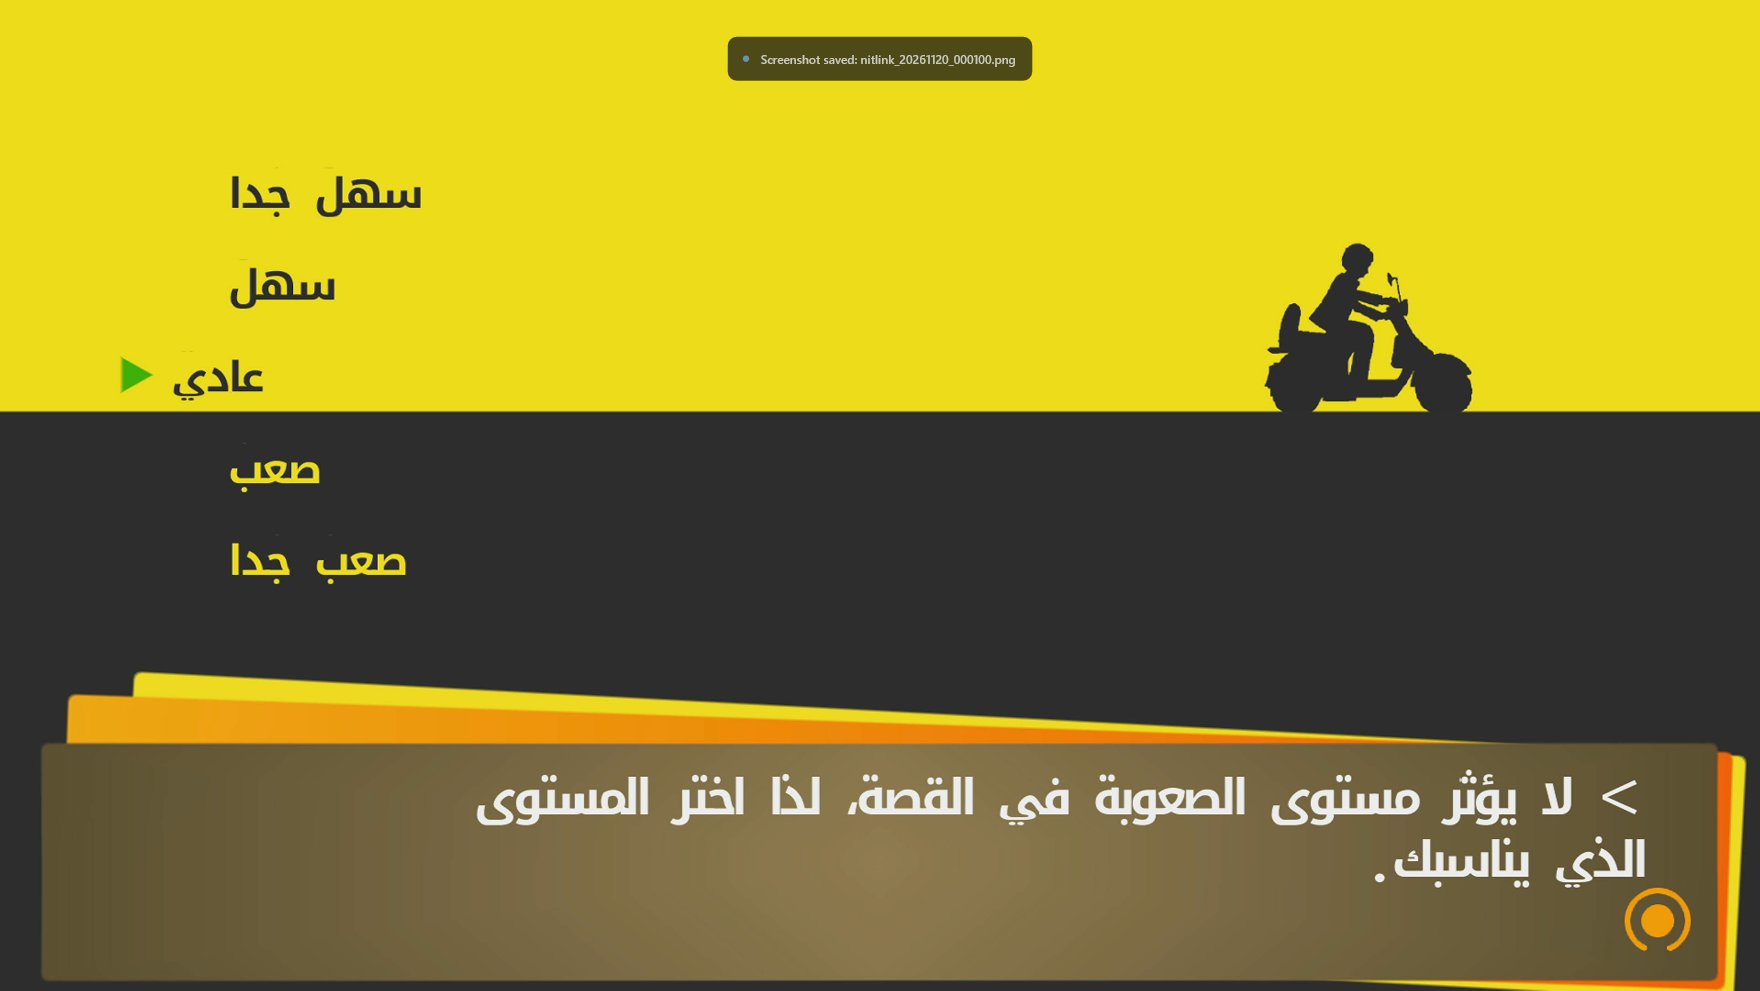 Screenshot saved: nitlink_20261120_000100.png
سهل جدا
سهل
عادي
صعب
صعب جدا
> لا يؤثر مستوى الصعوبة في القصة، لذا اختر المستوى
الذي يناسبك.